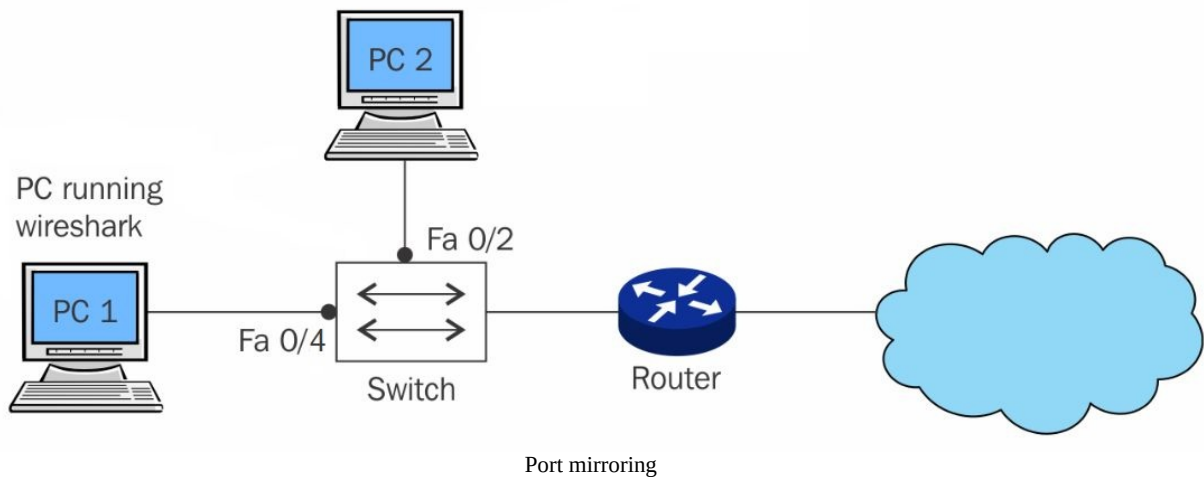 PC 2
PC running
wireshark
Fa 0/2
PC 1
Fa 0/4
Switch
Router
Port mirroring